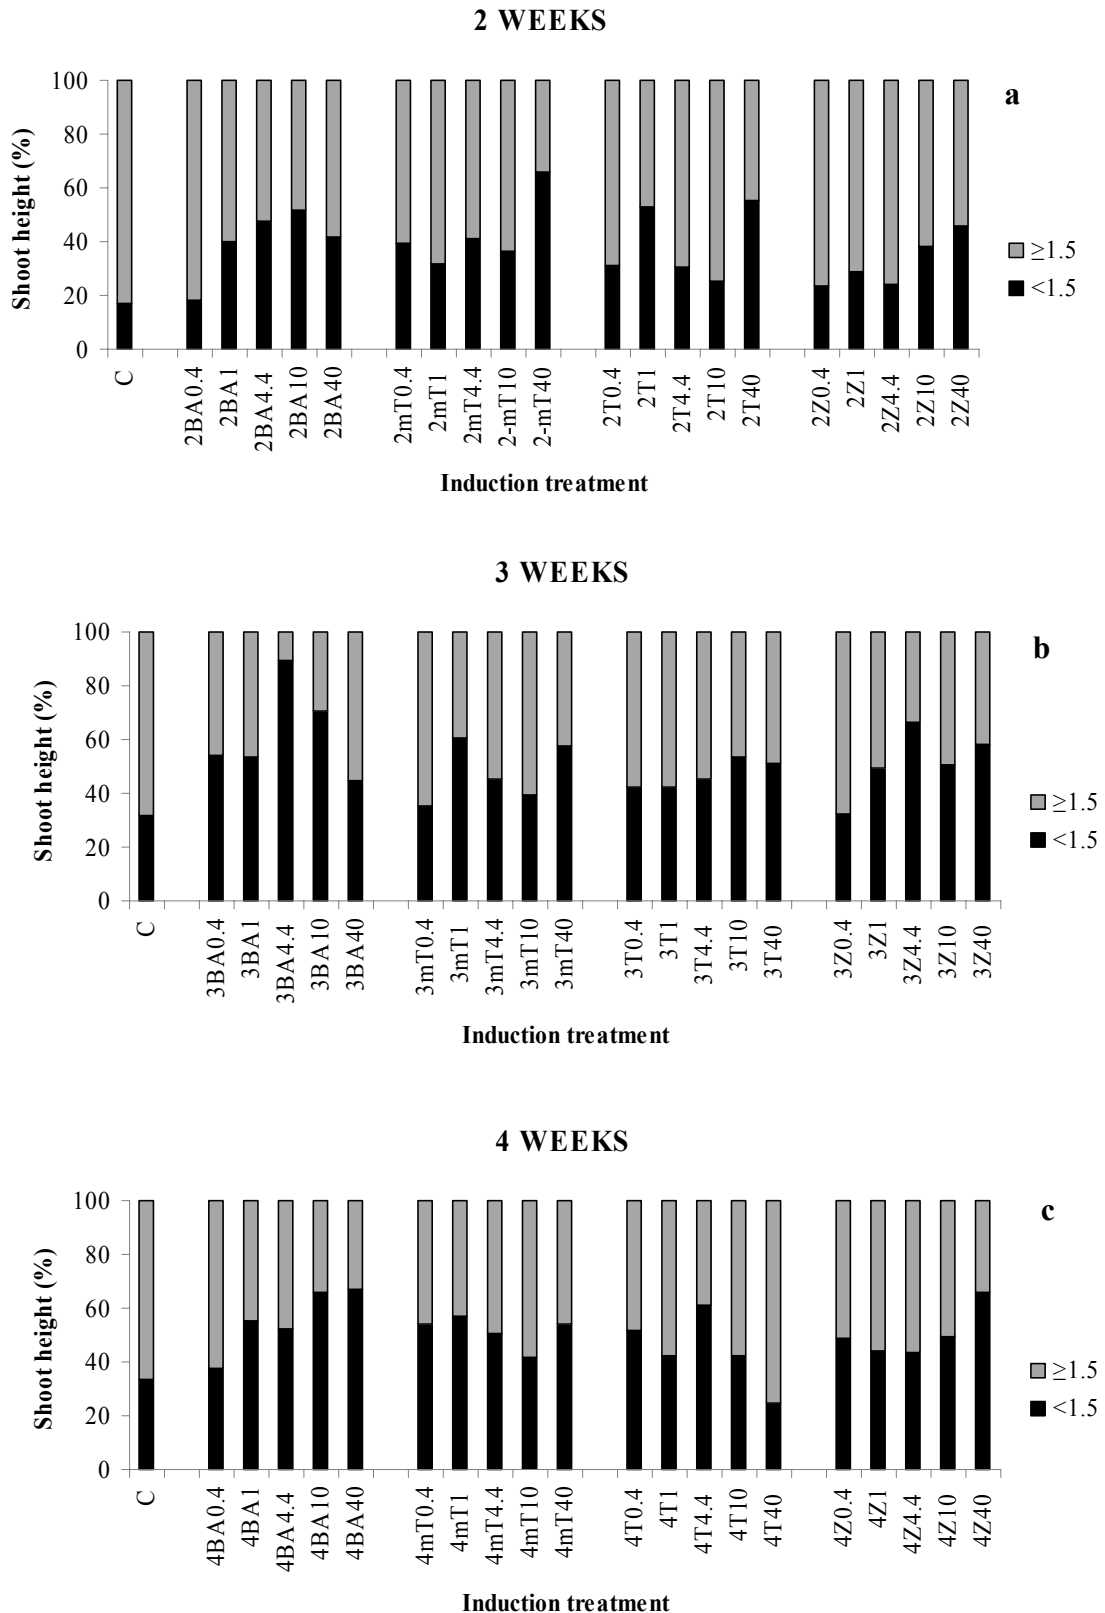 2 WEEKS
a
Shoot height (%)
100
80
60
40
20
0
≥1.5
<1.5
C 2BA0.4 2BA1 2BA4.4 2BA10 2BA40 2mT0.4 2mT1 2mT4.4 2-mT10 2-mT40 2T0.4 2T1 2T4.4 2T10 2T40 2Z0.4 2Z1 2Z4.4 2Z10 2Z40
Induction treatment
3 WEEKS
b
Shoot height (%)
100
80
60
40
20
0
≥1.5
<1.5
C 3BA0.4 3BA1 3BA4.4 3BA10 3BA40 3mT0.4 3mT1 3mT4.4 3mT10 3mT40 3T0.4 3T1 3T4.4 3T10 3T40 3Z0.4 3Z1 3Z4.4 3Z10 3Z40
Induction treatment
4 WEEKS
c
Shoot height (%)
100
80
60
40
20
0
≥1.5
<1.5
C 4BA0.4 4BA1 4BA4.4 4BA10 4BA40 4mT0.4 4mT1 4mT4.4 4mT10 4mT40 4T0.4 4T1 4T4.4 4T10 4T40 4Z0.4 4Z1 4Z4.4 4Z10 4Z40
Induction treatment